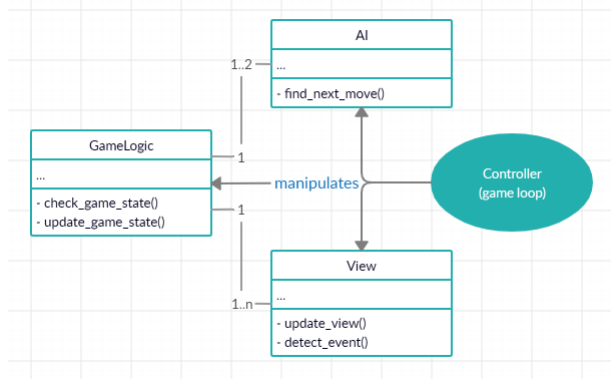 AI
...
- find_next_move()
1..2
GameLogic
...
- check_game_state()
- update_game_state()
1
manipulates
1
Controller
(game loop)
View
...
- update_view()
- detect_event()
1..n